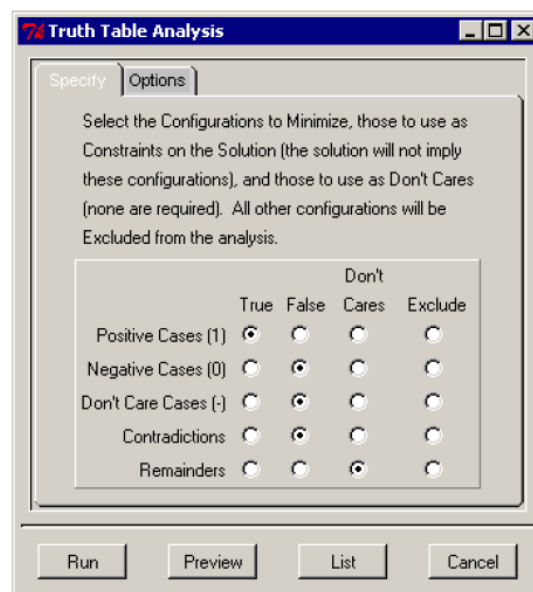 Truth Table Analysis
Specify Options
Select the Configurations to Minimize, those to use as
Constraints on the Solution (the solution will not imply
these configurations), and those to use as Don't Cares
(none are required). All other configurations will be
Excluded from the analysis.
Don't
True False Cares Exclude
Positive Cases (1)
Negative Cases (0)
Don't Care Cases (-)
Contradictions
Remainders
Run Preview List Cancel